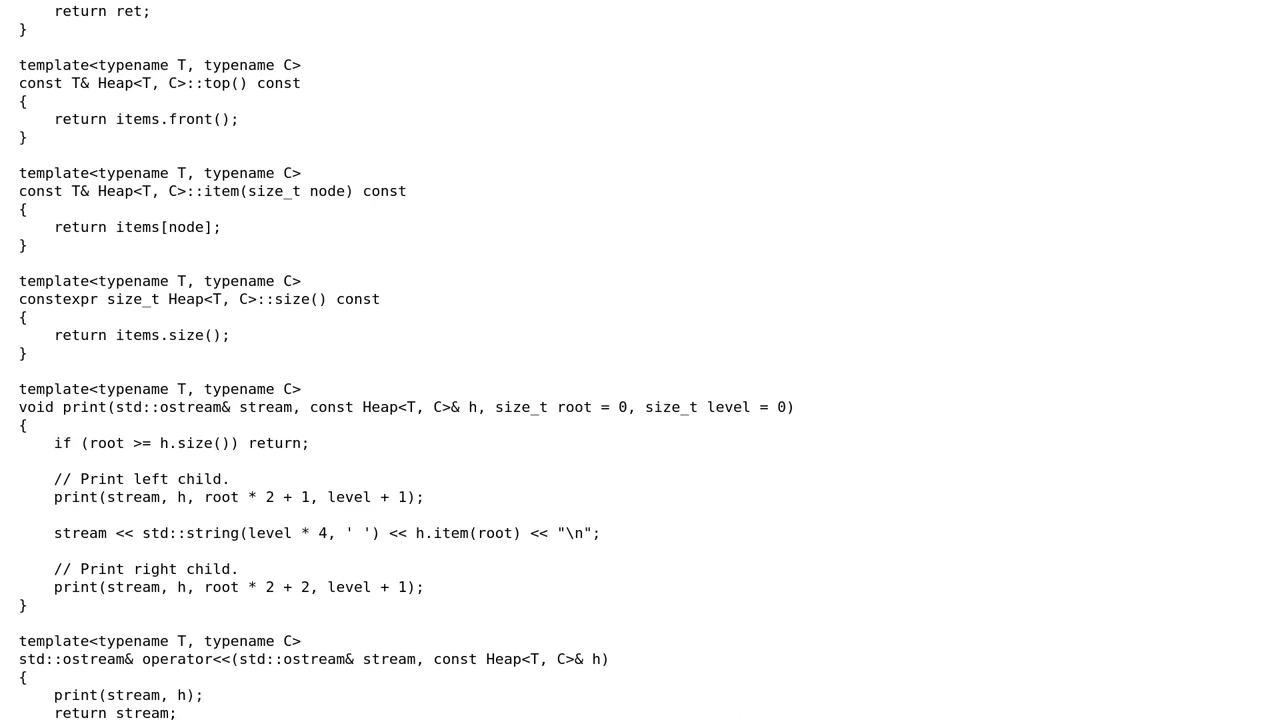 return ret;
}

template<typename T, typename C>
const T& Heap<T, C>::top() const
{
    return items.front();
}

template<typename T, typename C>
const T& Heap<T, C>::item(size_t node) const
{
    return items[node];
}

template<typename T, typename C>
constexpr size_t Heap<T, C>::size() const
{
    return items.size();
}

template<typename T, typename C>
void print(std::ostream& stream, const Heap<T, C>& h, size_t root = 0, size_t level = 0)
{
    if (root >= h.size()) return;

    // Print left child.
    print(stream, h, root * 2 + 1, level + 1);

    stream << std::string(level * 4, ' ') << h.item(root) << "\n";

    // Print right child.
    print(stream, h, root * 2 + 2, level + 1);
}

template<typename T, typename C>
std::ostream& operator<<(std::ostream& stream, const Heap<T, C>& h)
{
    print(stream, h);
    return stream;